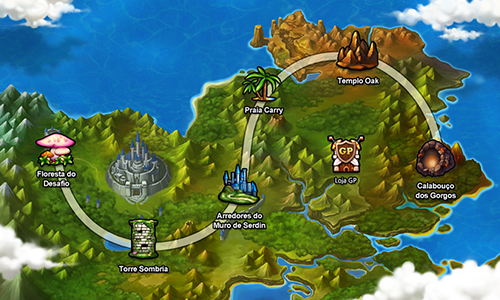 Templo Oak
Praia Carry
GP
Loja GP
Floresta do
Desafio
Calabouço
dos Gorgos
Arredores do
Muro de Serdin
Torre Sombria